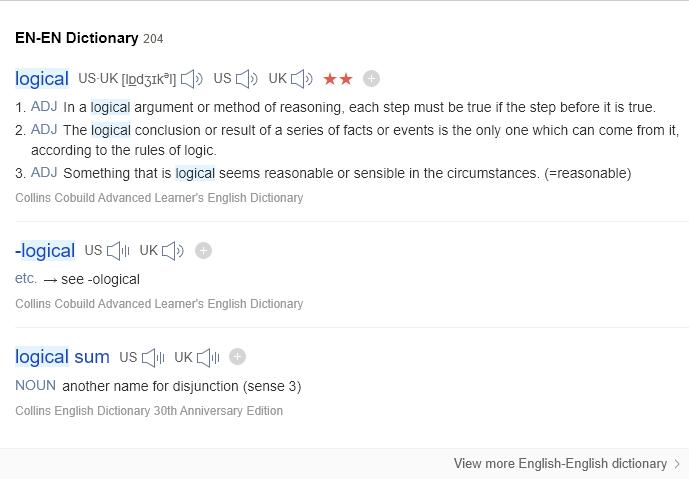 EN-EN Dictionary 204
logical US·UK [lɒdʒɪkᵊl] US UK
1. ADJ In a logical argument or method of reasoning, each step must be true if the step before it is true.
2. ADJ The logical conclusion or result of a series of facts or events is the only one which can come from it,
according to the rules of logic.
3. ADJ Something that is logical seems reasonable or sensible in the circumstances. (=reasonable)
Collins Cobuild Advanced Learner's English Dictionary
-logical US UK
etc. → see -ological
Collins Cobuild Advanced Learner's English Dictionary
logical sum US UK
NOUN another name for disjunction (sense 3)
Collins English Dictionary 30th Anniversary Edition
View more English-English dictionary >